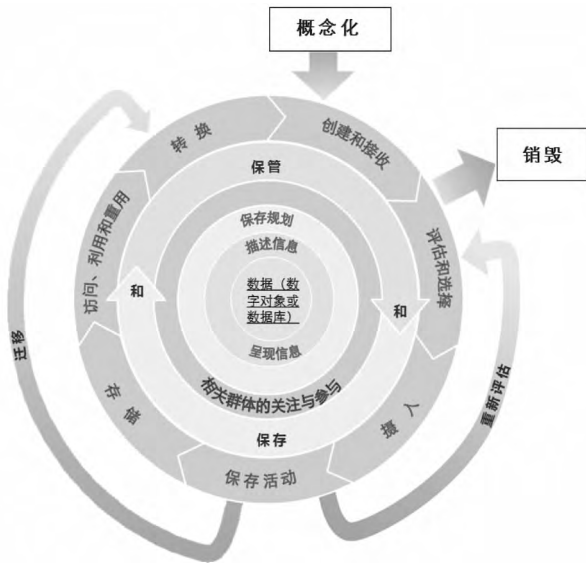 概念化
创建和接收
转换
销毁
保管
评估和选择
访问、利用和重用
保存规划
描述信息
数据（数
字对象或
数据库）
和
和
呈现信息
迁移
重新评估
相关群体的关注与参与
存储
摄入
保存
保存活动